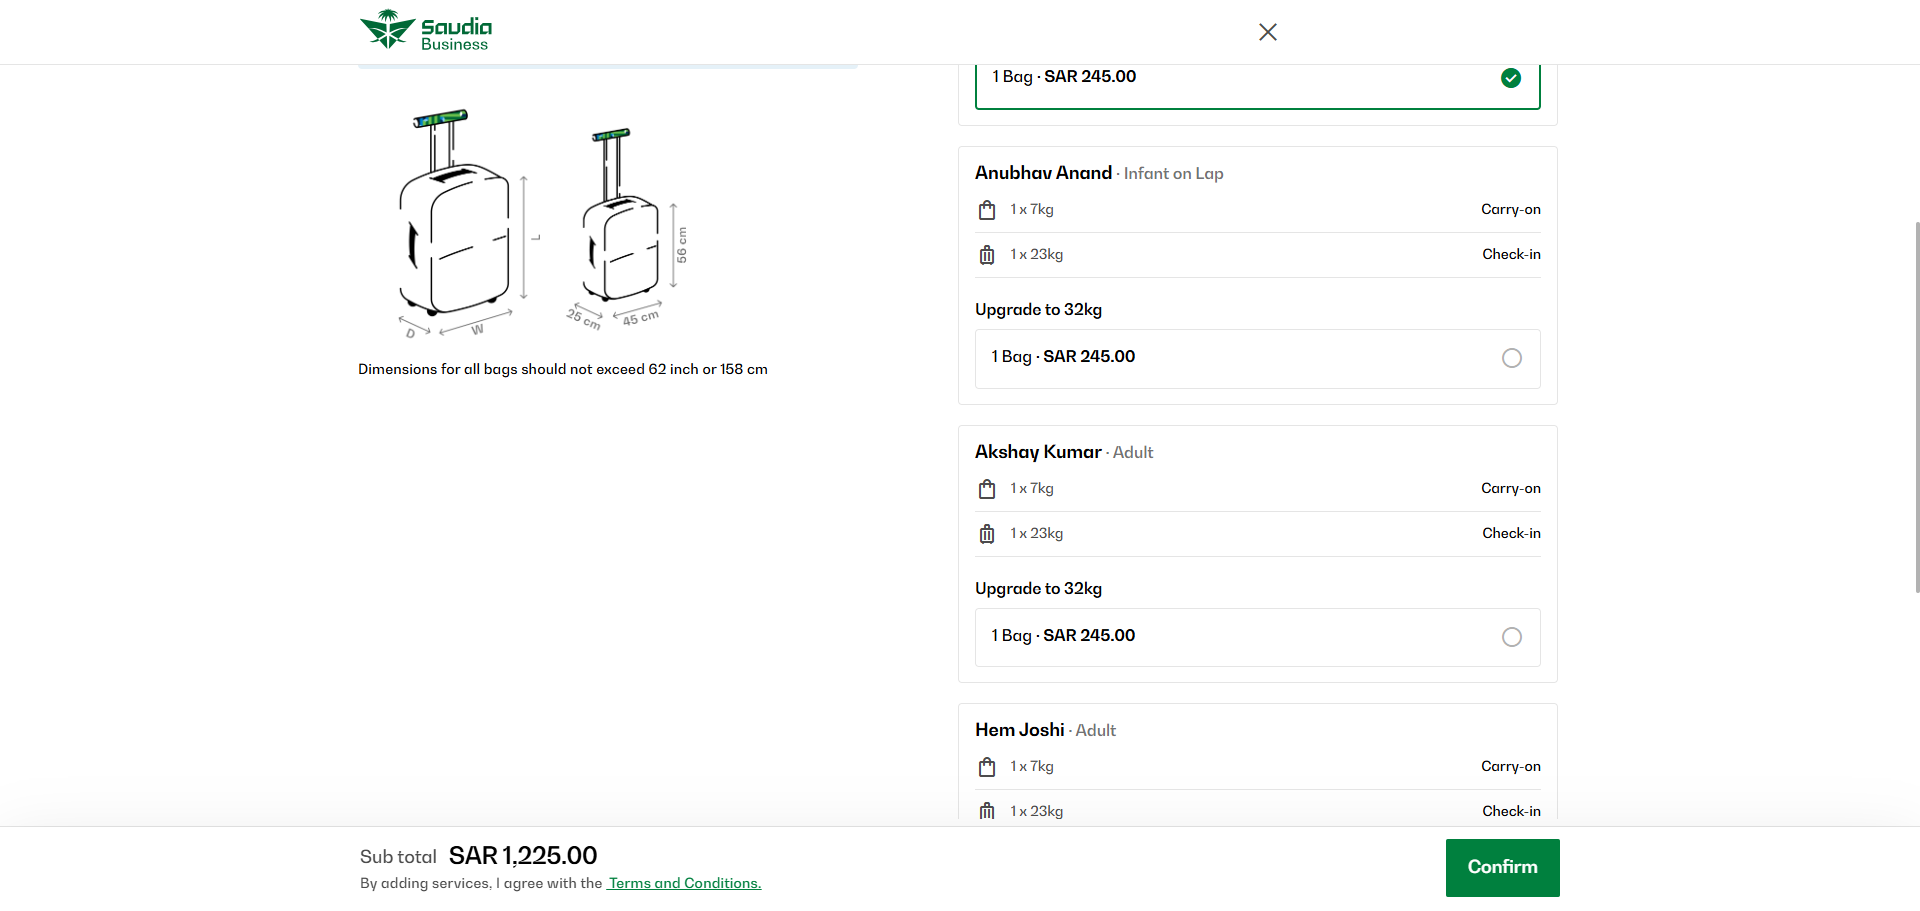 Saudia
Business
1 Bag · SAR 245.00
L
D
W
56 cm
25 cm
45 cm
Dimensions for all bags should not exceed 62 inch or 158 cm
Anubhav Anand · Infant on Lap
1 x 7kg Carry-on
1 x 23kg Check-in
Upgrade to 32kg
1 Bag · SAR 245.00
Akshay Kumar · Adult
1 x 7kg Carry-on
1 x 23kg Check-in
Upgrade to 32kg
1 Bag · SAR 245.00
Hem Joshi · Adult
1 x 7kg Carry-on
1 x 23kg Check-in
Sub total SAR 1,225.00
By adding services, I agree with the Terms and Conditions.
Confirm